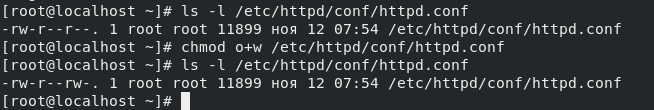 [root@localhost ~]# ls -l /etc/httpd/conf/httpd.conf
-rw-r--r--. 1 root root 11899 ноя 12 07:54 /etc/httpd/conf/httpd.conf
[root@localhost ~]# chmod o+w /etc/httpd/conf/httpd.conf
[root@localhost ~]# ls -l /etc/httpd/conf/httpd.conf
-rw-r--rw-. 1 root root 11899 ноя 12 07:54 /etc/httpd/conf/httpd.conf
[root@localhost ~]#